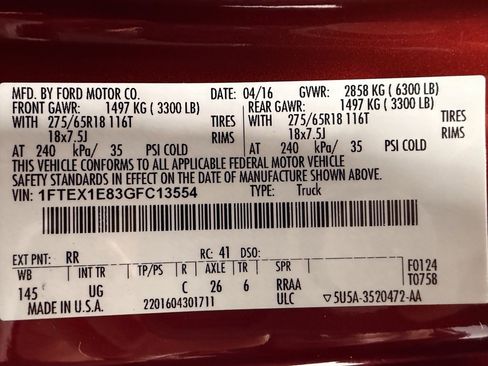 MFD. BY FORD MOTOR CO. DATE: 04/16 GVWR: 2858 KG ( 6300 LB)
FRONT GAWR: 1497 KG ( 3300 LB) REAR GAWR: 1497 KG ( 3300 LB)
WITH 275/65R18 116T TIRES WITH 275/65R18 116T TIRES
18x7.5J RIMS 18x7.5J RIMS
AT 240 kPa/ 35 PSI COLD AT 240 kPa/ 35 PSI COLD
THIS VEHICLE CONFORMS TO ALL APPLICABLE FEDERAL MOTOR VEHICLE
SAFETY STANDARDS IN EFFECT ON THE DATE OF MANUFACTURE SHOWN ABOVE.
VIN: 1FTEX1E83GFC13554 TYPE: Truck
EXT PNT: RR RC: 41 DSO:
WB INT TR TP/PS R AXLE TR SPR F0124
145 UG C 26 6 RRAA T0758
MADE IN U.S.A. 2201604301711 ULC ▽5U5A-3520472-AA